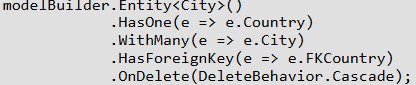 modelBuilder.Entity<City>()
.HasOne(e => e.Country)
.WithMany(e => e.City)
.HasForeignKey(e => e.FKCountry)
.OnDelete(DeleteBehavior.Cascade);